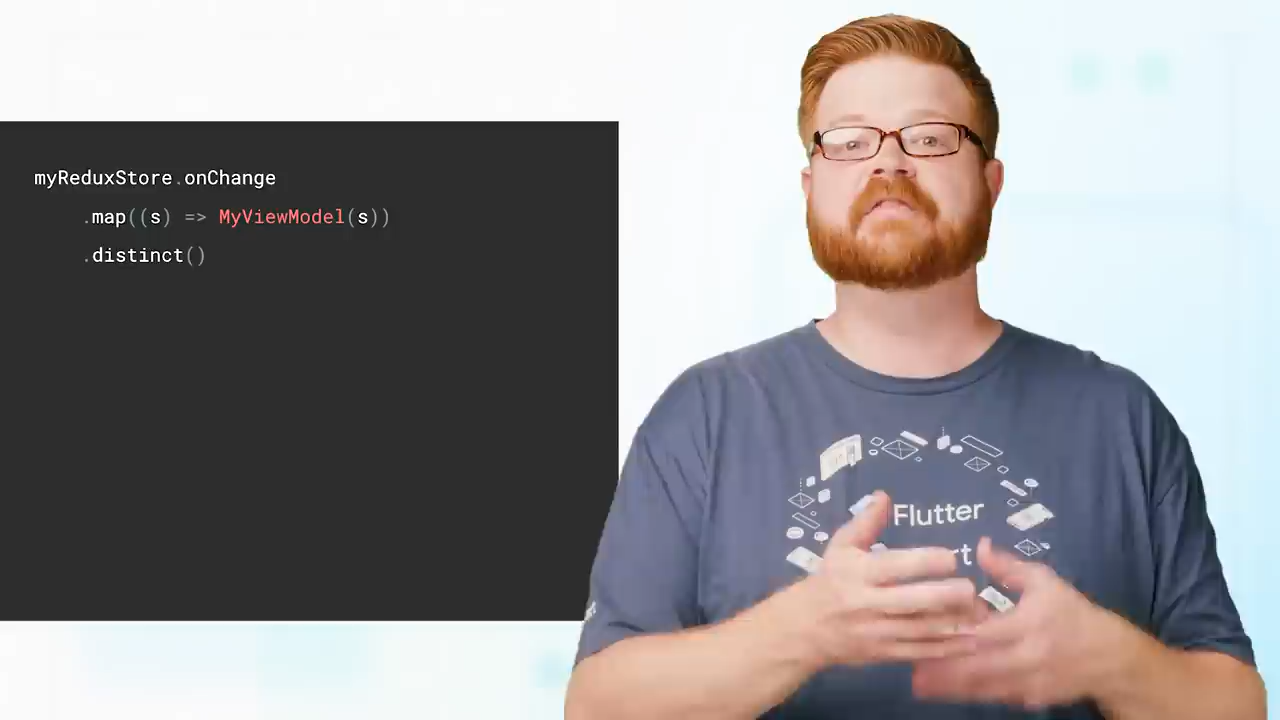 myReduxStore.onChange
    .map((s) => MyViewModel(s))
    .distinct()
Flutter